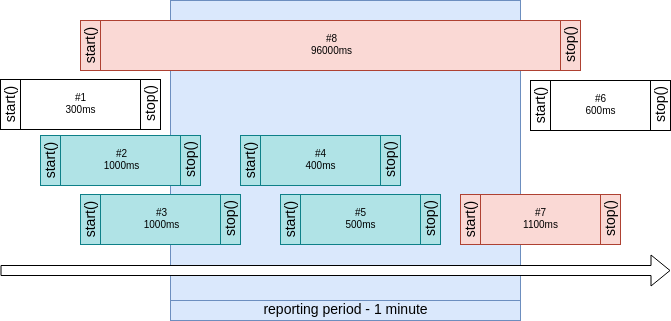 start()
#8
96000ms
stop()
start()
#1
300ms
stop()
start()
#6
600ms
stop()
start()
#2
1000ms
stop()
start()
#4
400ms
stop()
start()
#3
1000ms
stop()
start()
#5
500ms
stop()
start()
#7
1100ms
stop()
reporting period - 1 minute